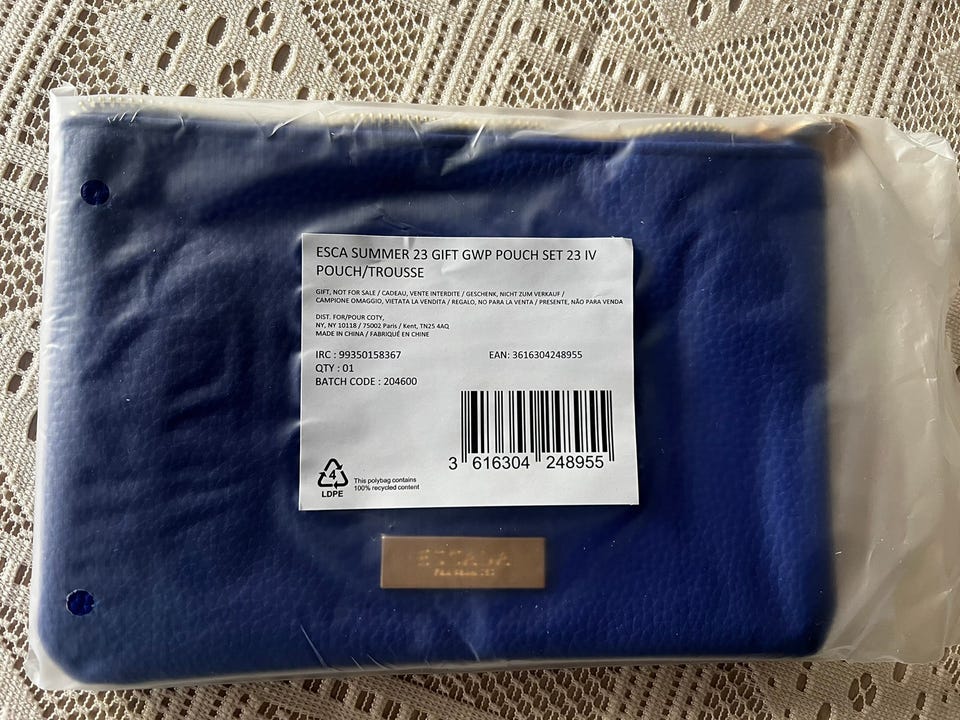 ESCA SUMMER 23 GIFT GWP POUCH SET 23 IV
POUCH/TROUSSE
GIFT, NOT FOR SALE / CADEAU, VENTE INTERDITE / GESCHENK, NICHT ZUM VERKAUF /
CAMPIONE OMAGGIO, VIETATA LA VENDITA / REGALO, NO PARA LA VENTA / PRESENTE, NÃO PARA VENDA
DIST. FOR/POUR COTY,
NY, NY 10118 / 75002 Paris / Kent, TN25 4AQ
MADE IN CHINA / FABRIQUÉ EN CHINE
IRC : 99350158367 EAN: 3616304248955
QTY : 01
BATCH CODE : 204600
3 616304 248955
4
LDPE
This polybag contains
100% recycled content
ESCADA